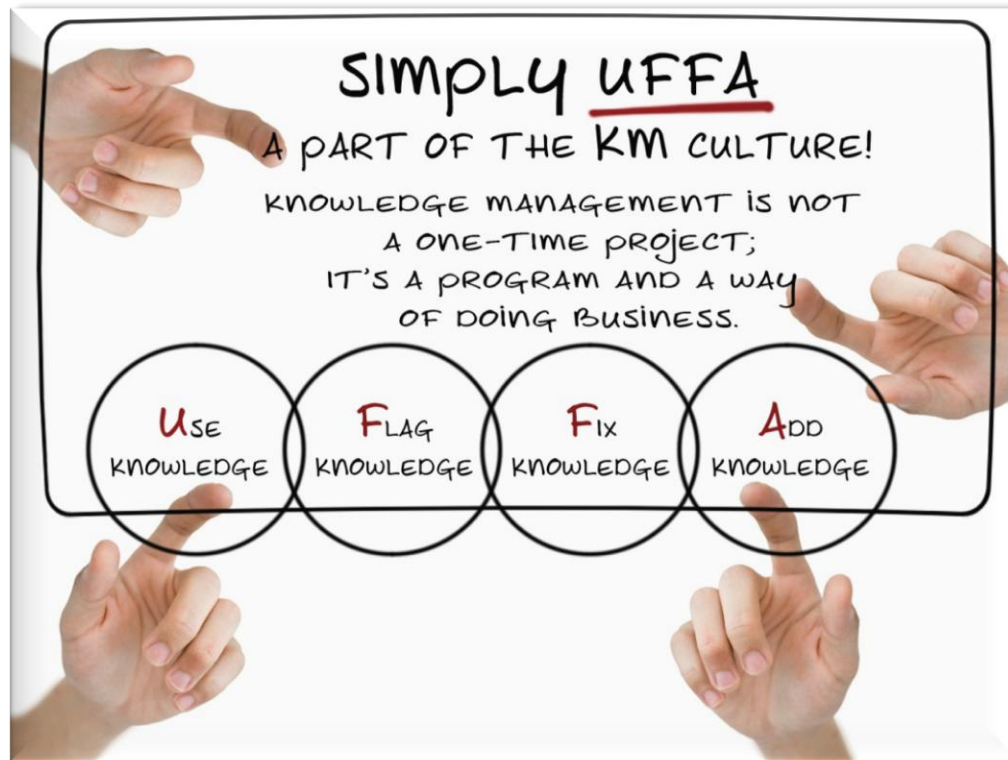 SIMPLY UFFA
A PART OF THE KM CULTURE!
KNOWLEDGE MANAGEMENT IS NOT
A ONE-TIME PROJECT;
IT'S A PROGRAM AND A WAY
OF DOING BUSINESS.
USE KNOWLEDGE
FLAG KNOWLEDGE
FIX KNOWLEDGE
ADD KNOWLEDGE